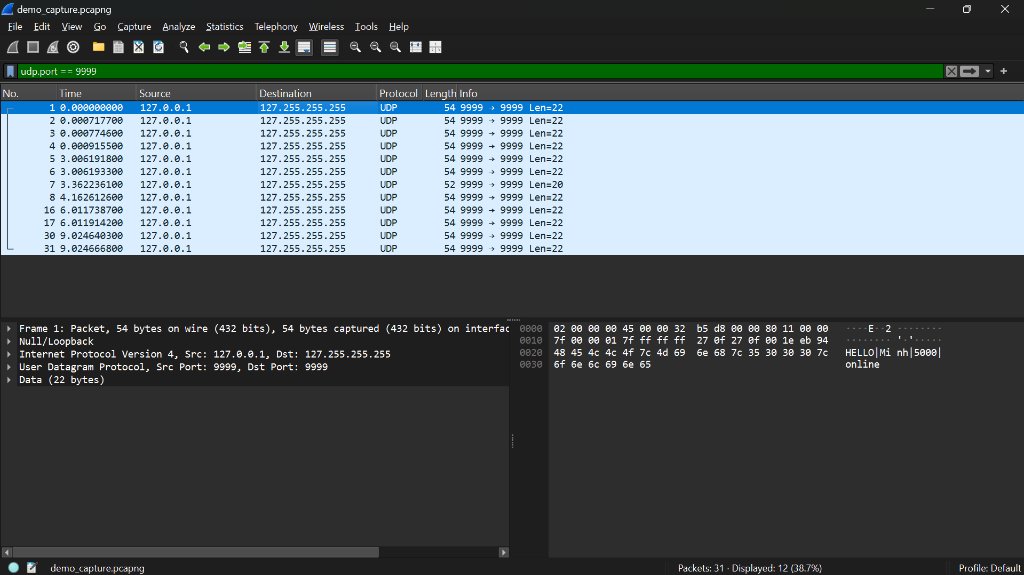 demo_capture.pcapng
File Edit View Go Capture Analyze Statistics Telephony Wireless Tools Help
udp.port == 9999
No. Time Source Destination Protocol Length Info
1 0.000000000 127.0.0.1 127.255.255.255 UDP 54 9999 → 9999 Len=22
2 0.000717700 127.0.0.1 127.255.255.255 UDP 54 9999 → 9999 Len=22
3 0.000774600 127.0.0.1 127.255.255.255 UDP 54 9999 → 9999 Len=22
4 0.000915500 127.0.0.1 127.255.255.255 UDP 54 9999 → 9999 Len=22
5 3.006191800 127.0.0.1 127.255.255.255 UDP 54 9999 → 9999 Len=22
6 3.006193300 127.0.0.1 127.255.255.255 UDP 54 9999 → 9999 Len=22
7 3.362236100 127.0.0.1 127.255.255.255 UDP 52 9999 → 9999 Len=20
8 4.162612600 127.0.0.1 127.255.255.255 UDP 54 9999 → 9999 Len=22
16 6.011738700 127.0.0.1 127.255.255.255 UDP 54 9999 → 9999 Len=22
17 6.011914200 127.0.0.1 127.255.255.255 UDP 54 9999 → 9999 Len=22
30 9.024640300 127.0.0.1 127.255.255.255 UDP 54 9999 → 9999 Len=22
31 9.024666800 127.0.0.1 127.255.255.255 UDP 54 9999 → 9999 Len=22
Frame 1: Packet, 54 bytes on wire (432 bits), 54 bytes captured (432 bits) on interfac
Null/Loopback
Internet Protocol Version 4, Src: 127.0.0.1, Dst: 127.255.255.255
User Datagram Protocol, Src Port: 9999, Dst Port: 9999
Data (22 bytes)
0000 02 00 00 00 45 00 00 32 b5 d8 00 00 80 11 00 00 ····E··2 ········
0010 7f 00 00 01 7f ff ff ff 27 0f 27 0f 00 1e eb 94 ········ '·'·····
0020 48 45 4c 4c 4f 7c 4d 69 6e 68 7c 35 30 30 30 7c HELLO|Mi nh|5000|
0030 6f 6e 6c 69 6e 65 online
demo_capture.pcapng
Packets: 31 · Displayed: 12 (38.7%)
Profile: Default